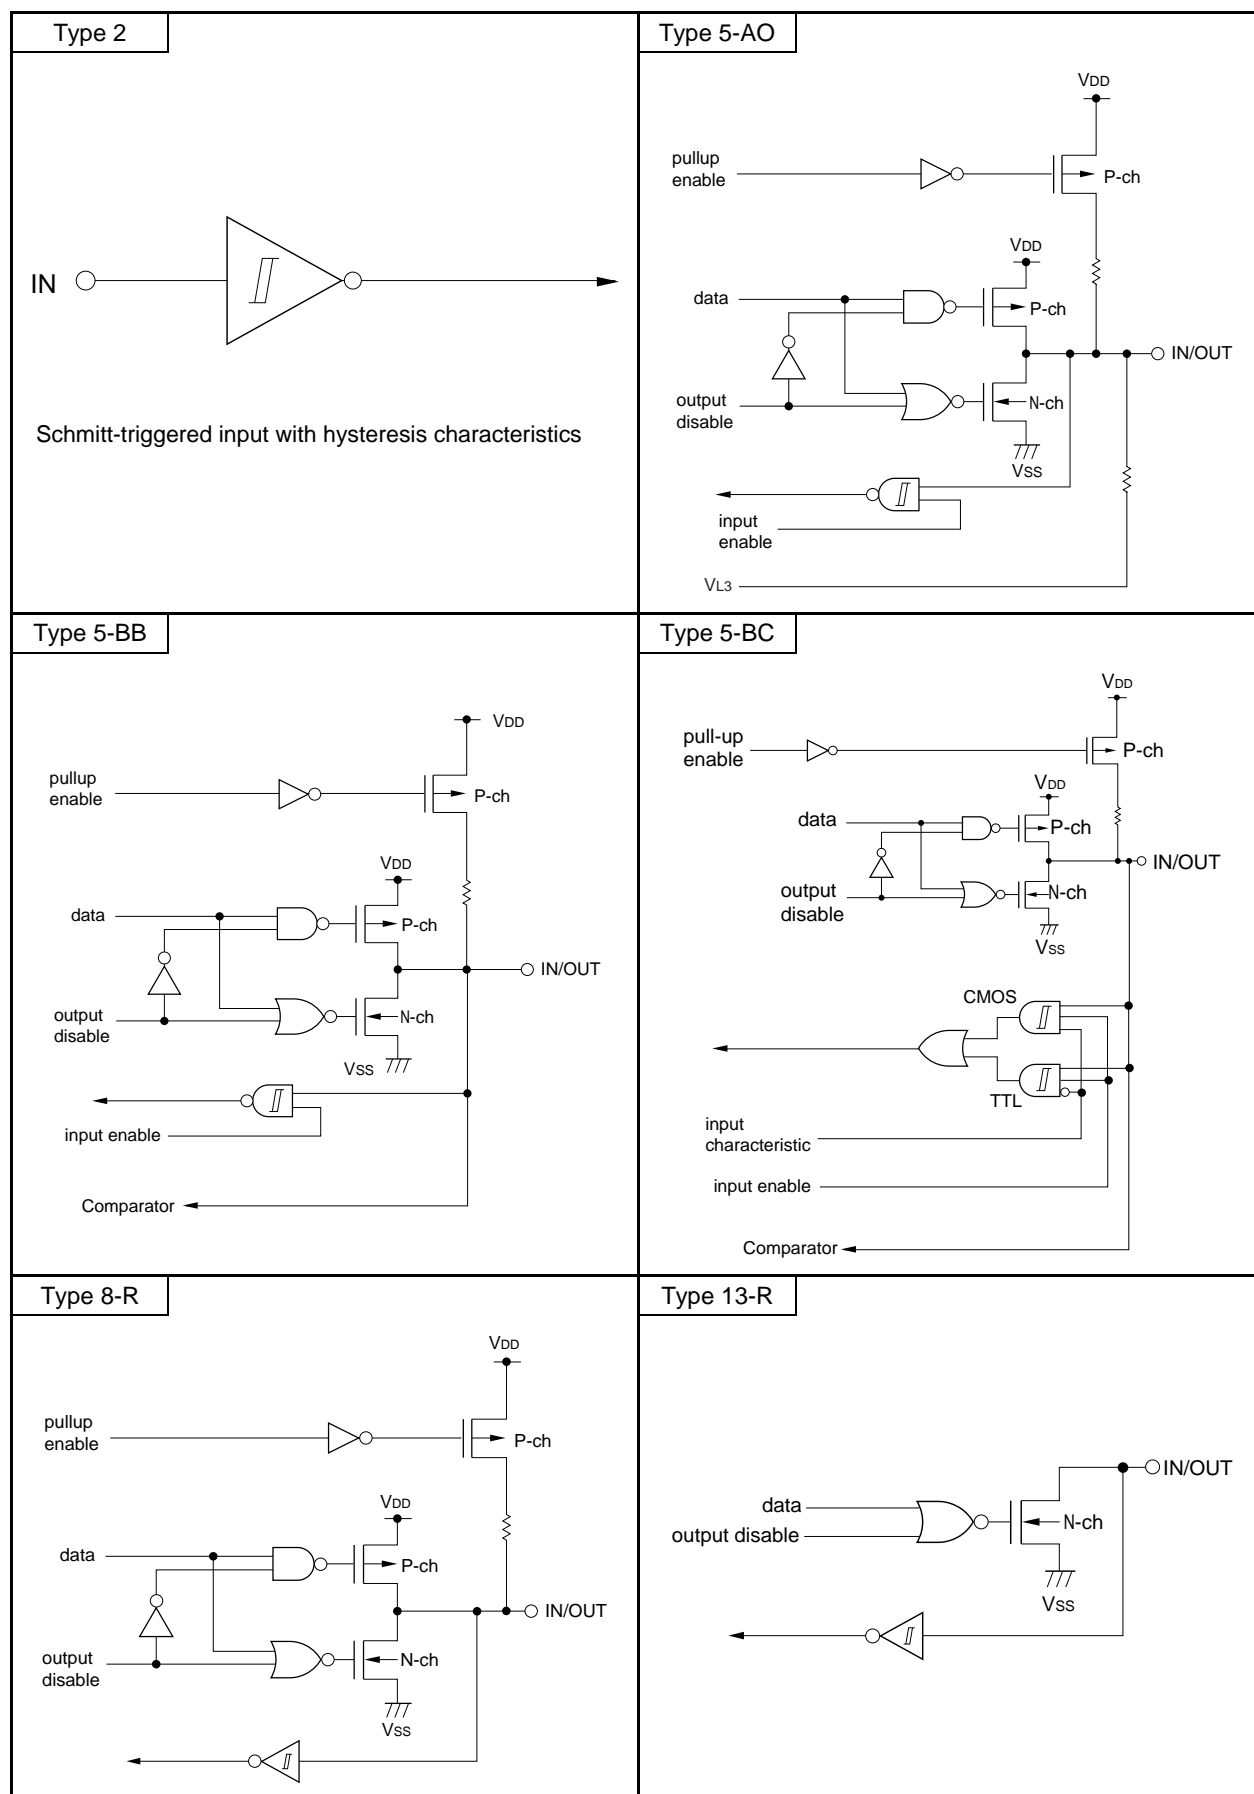 Type 2
IN
Schmitt-triggered input with hysteresis characteristics
Type 5-AO
VDD
pullup
enable
P-ch
VDD
data
P-ch
IN/OUT
output
disable
N-ch
VSS
input
enable
VL3
Type 5-BB
VDD
pullup
enable
P-ch
VDD
data
P-ch
IN/OUT
output
disable
N-ch
VSS
input enable
Comparator
Type 5-BC
VDD
pull-up
enable
P-ch
VDD
data
P-ch
IN/OUT
output
disable
N-ch
VSS
CMOS
TTL
input
characteristic
input enable
Comparator
Type 8-R
VDD
pullup
enable
P-ch
VDD
data
P-ch
IN/OUT
output
disable
N-ch
VSS
Type 13-R
IN/OUT
data
output disable
N-ch
VSS